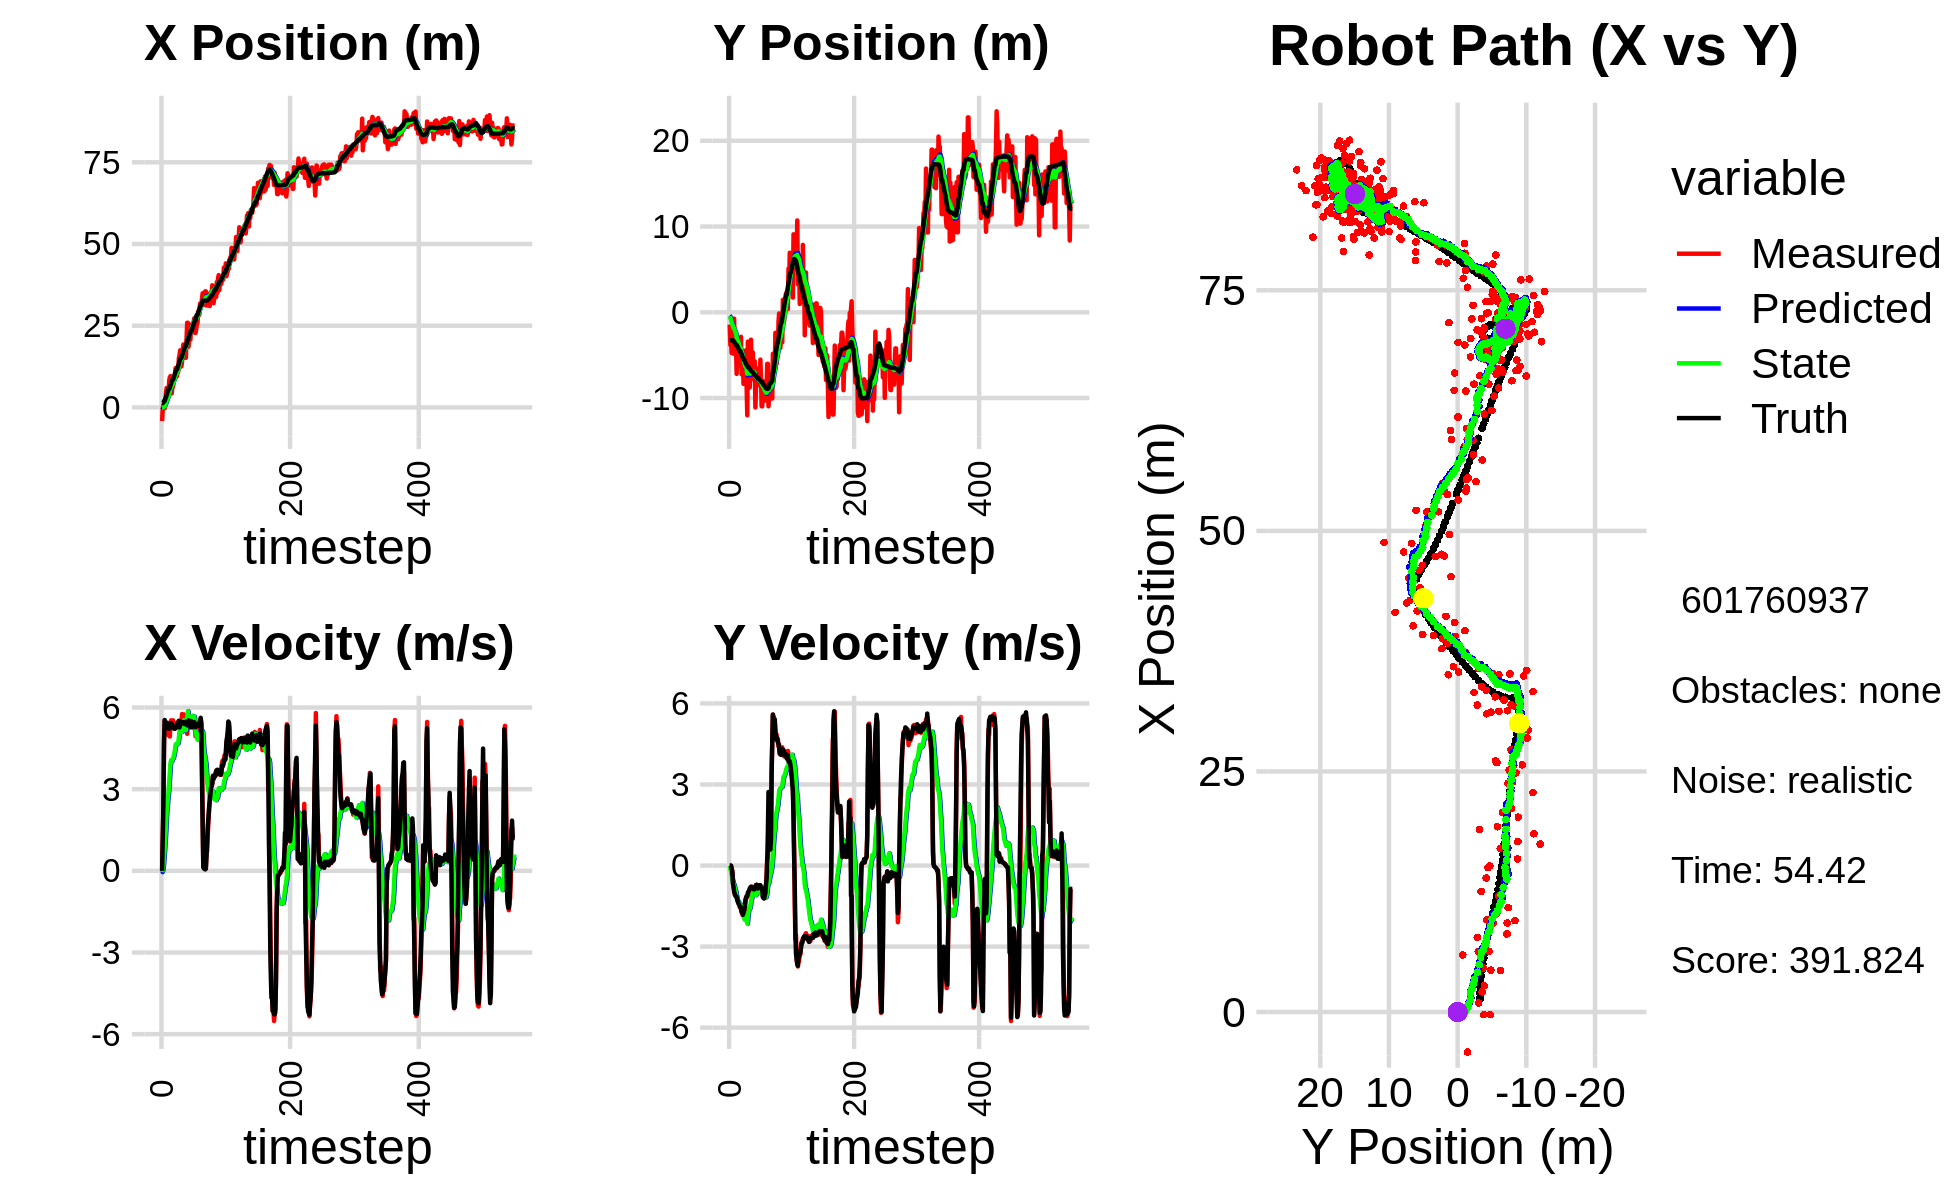 X Position (m)
75
50
25
0
0
200
400
timestep
Y Position (m)
20
10
0
-10
0
200
400
timestep
X Velocity (m/s)
6
3
0
-3
-6
0
200
400
timestep
Y Velocity (m/s)
6
3
0
-3
-6
0
200
400
timestep
Robot Path (X vs Y)
X Position (m)
75
50
25
0
20 10 0 -10 -20
Y Position (m)
variable
Measured
Predicted
State
Truth
601760937
Obstacles: none
Noise: realistic
Time: 54.42
Score: 391.824